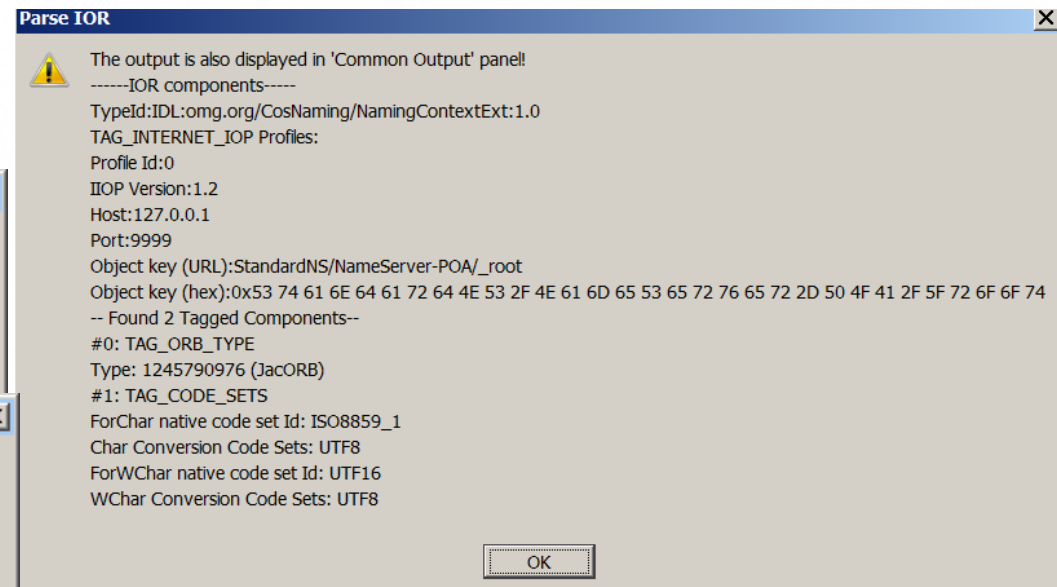 Parse IOR
The output is also displayed in 'Common Output' panel!
------IOR components-----
TypeId:IDL:omg.org/CosNaming/NamingContextExt:1.0
TAG_INTERNET_IOP Profiles:
Profile Id:0
IIOP Version:1.2
Host:127.0.0.1
Port:9999
Object key (URL):StandardNS/NameServer-POA/_root
Object key (hex):0x53 74 61 6E 64 61 72 64 4E 53 2F 4E 61 6D 65 53 65 72 76 65 72 2D 50 4F 41 2F 5F 72 6F 6F 74
-- Found 2 Tagged Components--
#0: TAG_ORB_TYPE
Type: 1245790976 (JacORB)
#1: TAG_CODE_SETS
ForChar native code set Id: ISO8859_1
Char Conversion Code Sets: UTF8
ForWChar native code set Id: UTF16
WChar Conversion Code Sets: UTF8
OK